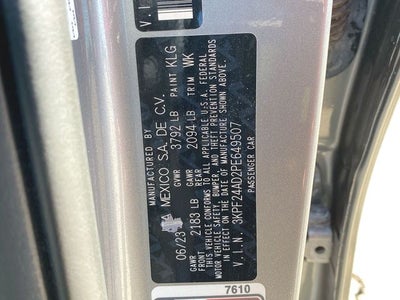 MANUFACTURED BY
MEXICO S.A. DE C.V.
06/23 GVWR 3792 LB PAINT KLG
GAWR FRONT 2183 LB GAWR REAR 2094 LB TRIM WK
THIS VEHICLE CONFORMS TO ALL APPLICABLE U.S.A. FEDERAL
MOTOR VEHICLE SAFETY, BUMPER, AND THEFT PREVENTION STANDARDS
IN EFFECT ON THE DATE OF MANUFACTURE SHOWN ABOVE.
V.I.N. 3KPF24AD2PE649507
PASSENGER CAR
7610
V.I.N